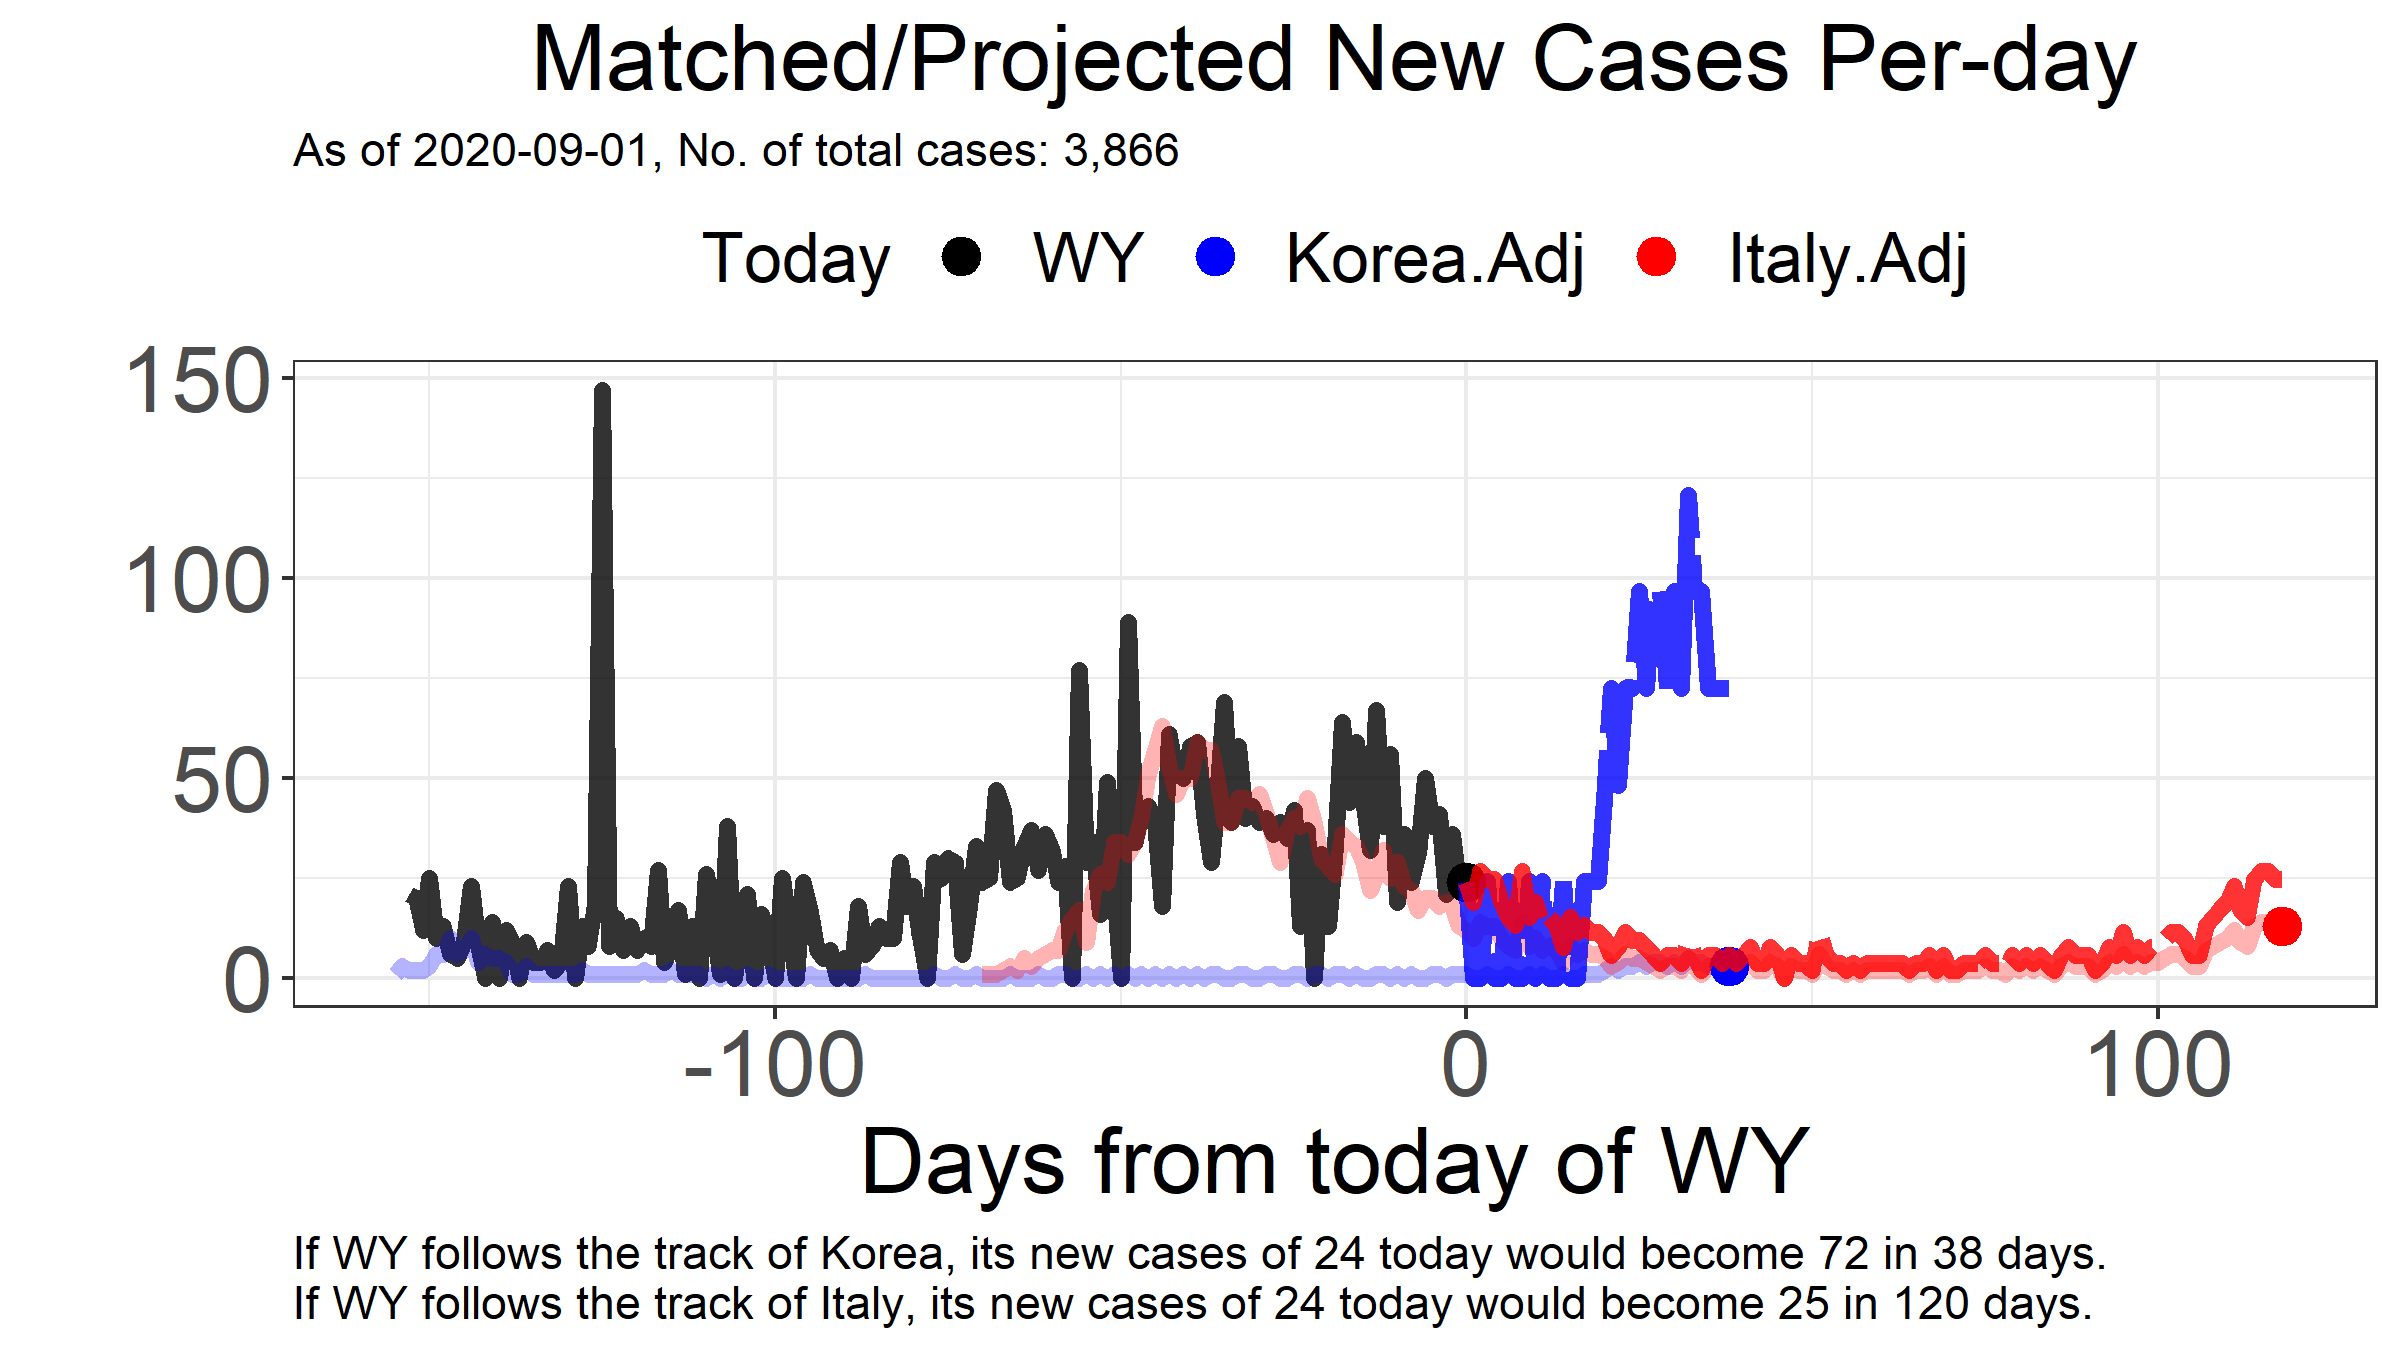 Matched/Projected New Cases Per-day
As of 2020-09-01, No. of total cases: 3,866
Today WY Korea.Adj Italy.Adj
150
100
50
0
-100 0 100
Days from today of WY
If WY follows the track of Korea, its new cases of 24 today would become 72 in 38 days.
If WY follows the track of Italy, its new cases of 24 today would become 25 in 120 days.